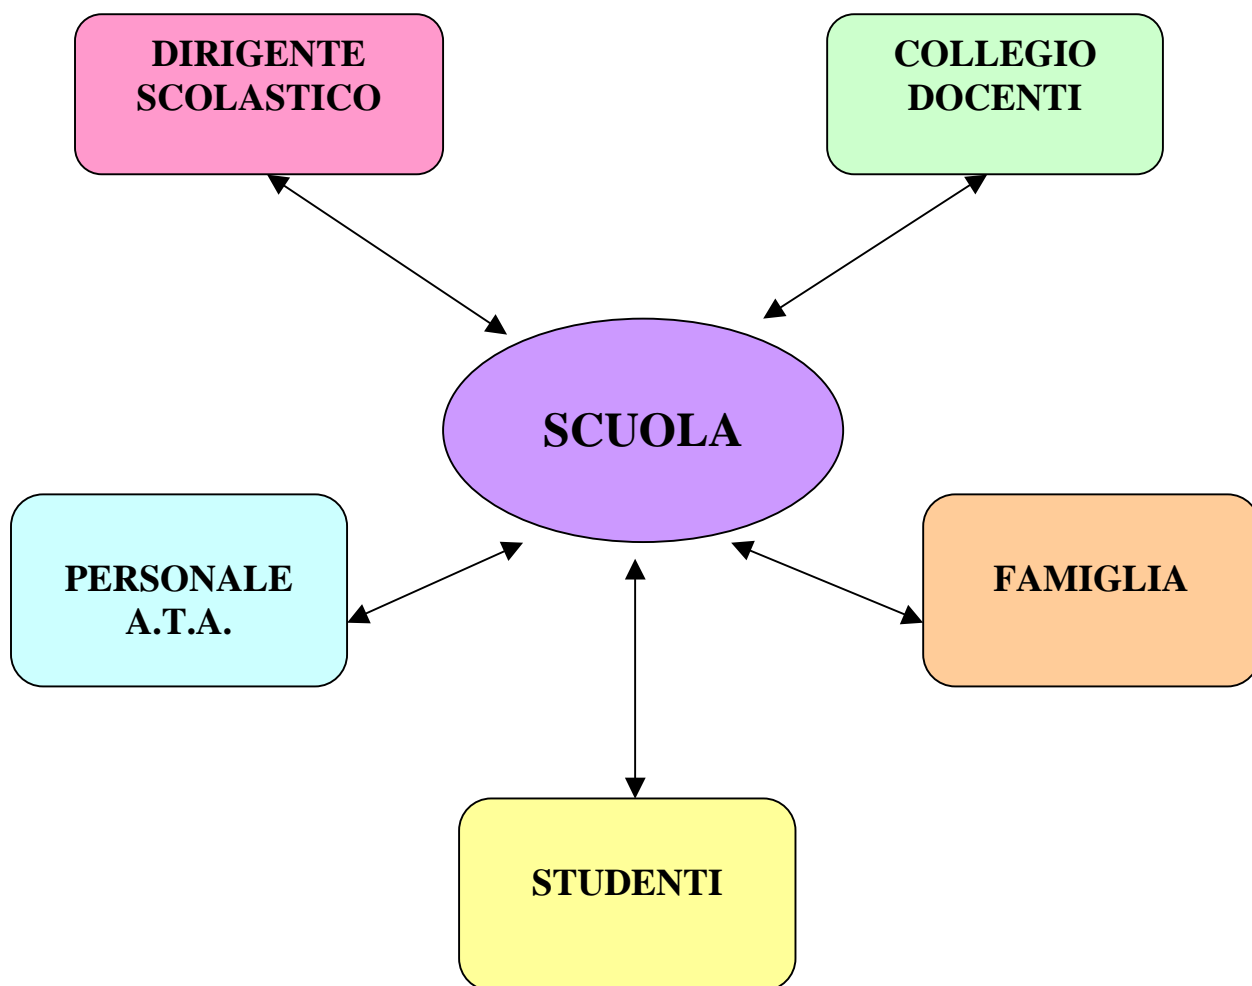 DIRIGENTE
SCOLASTICO
COLLEGIO
DOCENTI
SCUOLA
PERSONALE
A.T.A.
FAMIGLIA
STUDENTI